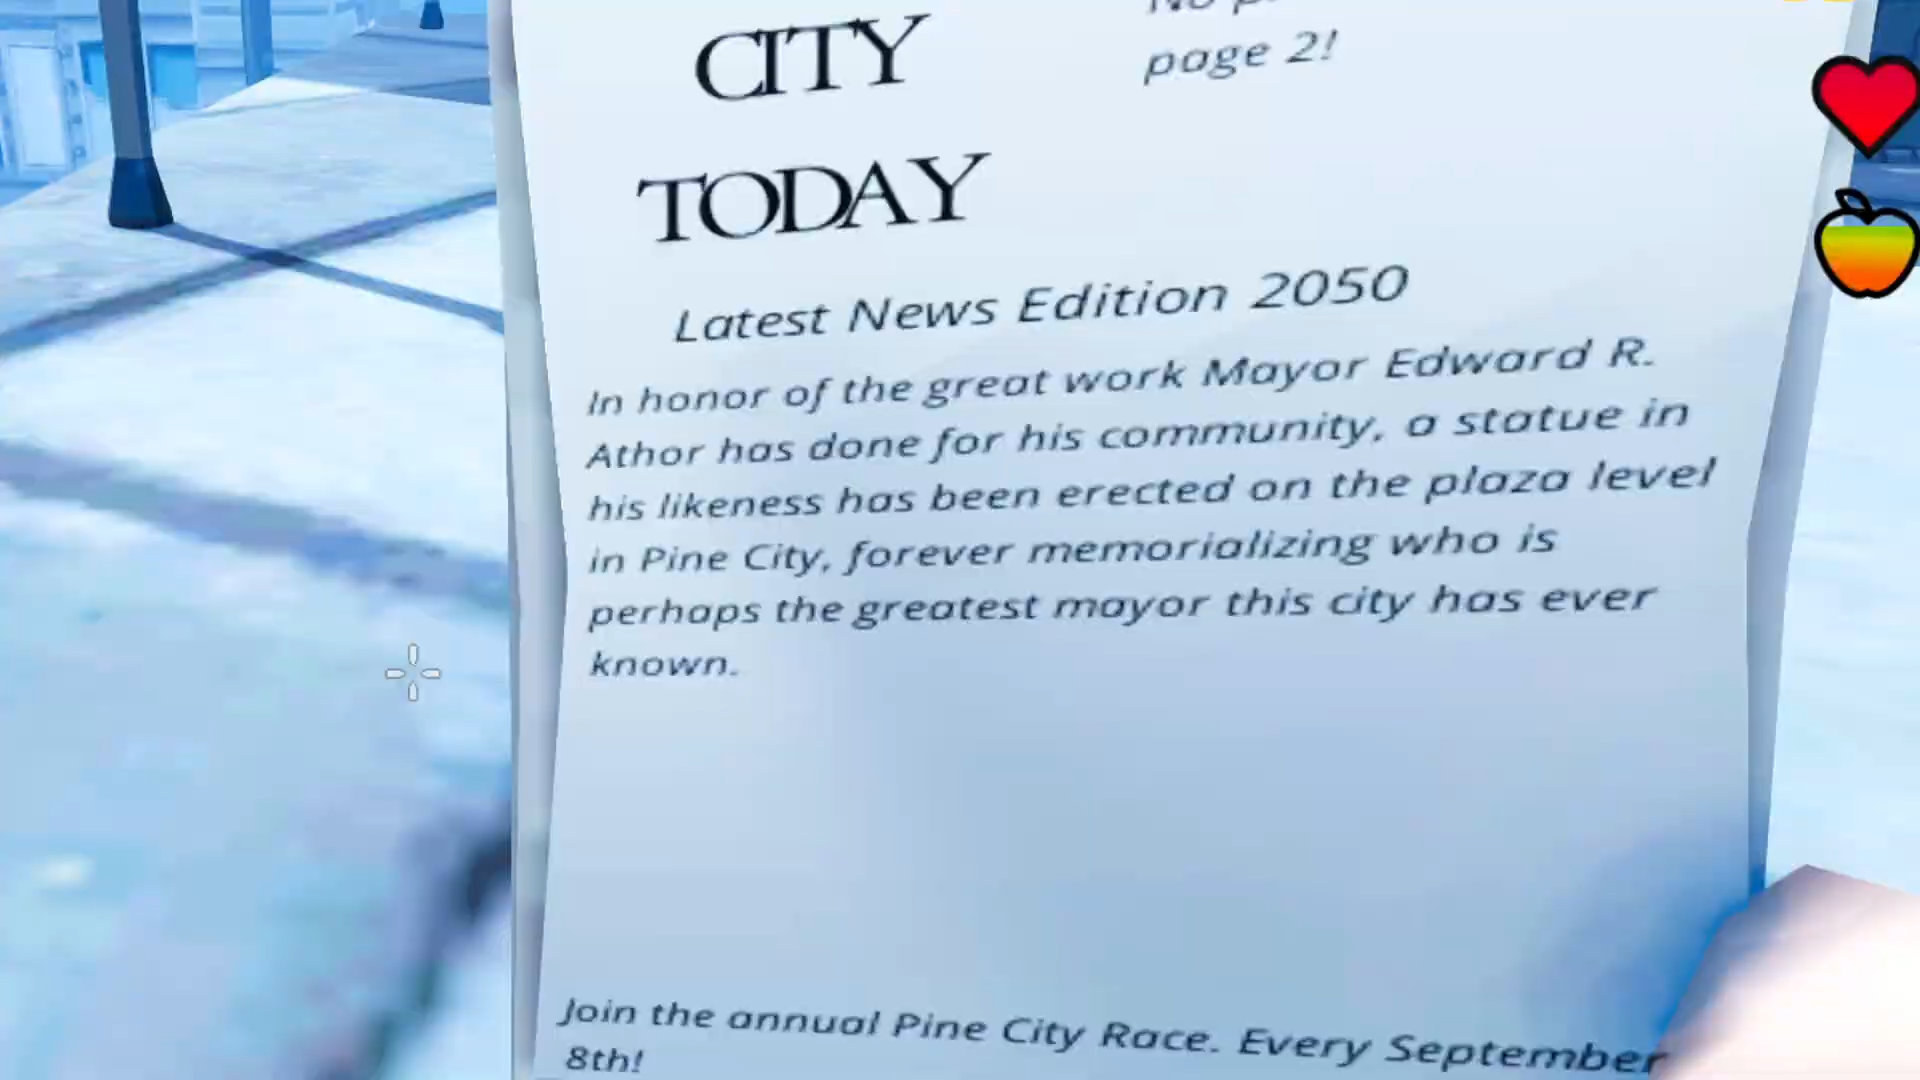 CITY
TODAY
page 2!
Latest News Edition 2050
In honor of the great work Mayor Edward R.
Athor has done for his community, a statue in
his likeness has been erected on the plaza level
in Pine City, forever memorializing who is
perhaps the greatest mayor this city has ever
known.
Join the annual Pine City Race. Every September
8th!